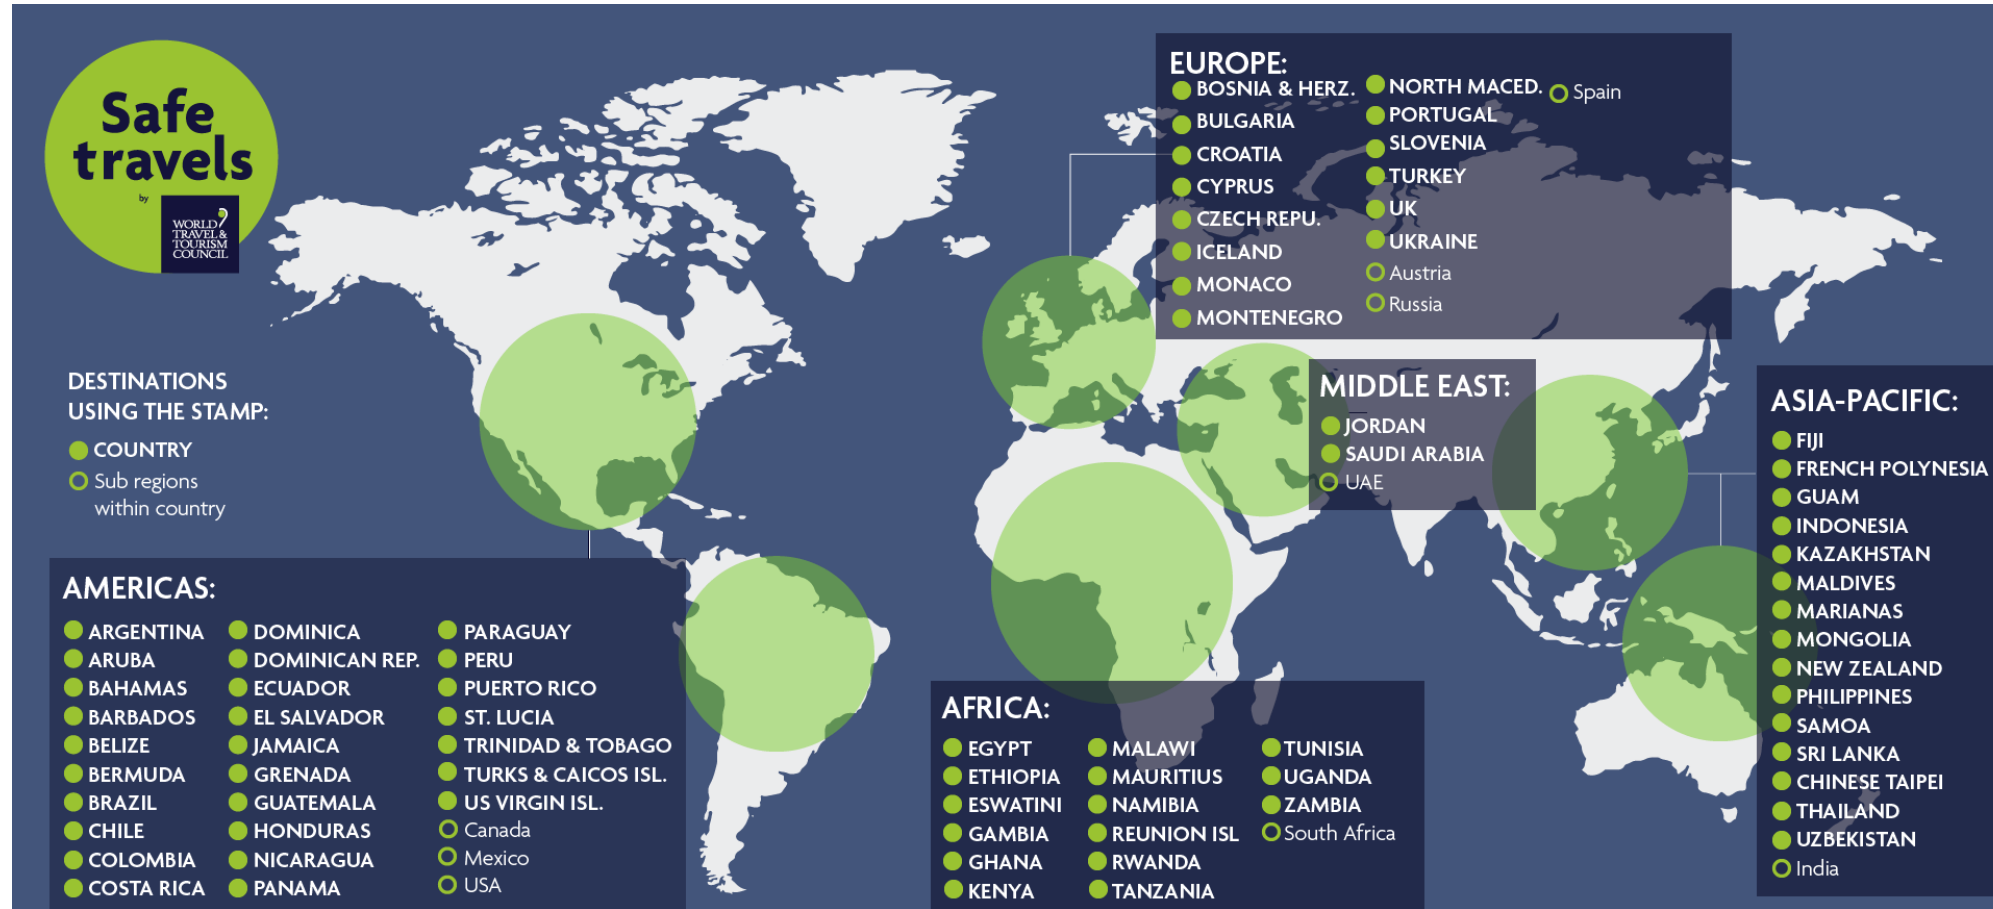 Safe
travels
by
WORLD
TRAVEL &
TOURISM
COUNCIL
DESTINATIONS
USING THE STAMP:
COUNTRY
Sub regions
within country
AMERICAS:
ARGENTINA
ARUBA
BAHAMAS
BARBADOS
BELIZE
BERMUDA
BRAZIL
CHILE
COLOMBIA
COSTA RICA
DOMINICA
DOMINICAN REP.
ECUADOR
EL SALVADOR
JAMAICA
GRENADA
GUATEMALA
HONDURAS
NICARAGUA
PANAMA
PARAGUAY
PERU
PUERTO RICO
ST. LUCIA
TRINIDAD & TOBAGO
TURKS & CAICOS ISL.
US VIRGIN ISL.
Canada
Mexico
USA
EUROPE:
BOSNIA & HERZ.
BULGARIA
CROATIA
CYPRUS
CZECH REPU.
ICELAND
MONACO
MONTENEGRO
NORTH MACED.
PORTUGAL
SLOVENIA
TURKEY
UK
UKRAINE
Austria
Russia
Spain
MIDDLE EAST:
JORDAN
SAUDI ARABIA
UAE
AFRICA:
EGYPT
ETHIOPIA
ESWATINI
GAMBIA
GHANA
KENYA
MALAWI
MAURITIUS
NAMIBIA
REUNION ISL
RWANDA
TANZANIA
TUNISIA
UGANDA
ZAMBIA
South Africa
ASIA-PACIFIC:
FIJI
FRENCH POLYNESIA
GUAM
INDONESIA
KAZAKHSTAN
MALDIVES
MARIANAS
MONGOLIA
NEW ZEALAND
PHILIPPINES
SAMOA
SRI LANKA
CHINESE TAIPEI
THAILAND
UZBEKISTAN
India